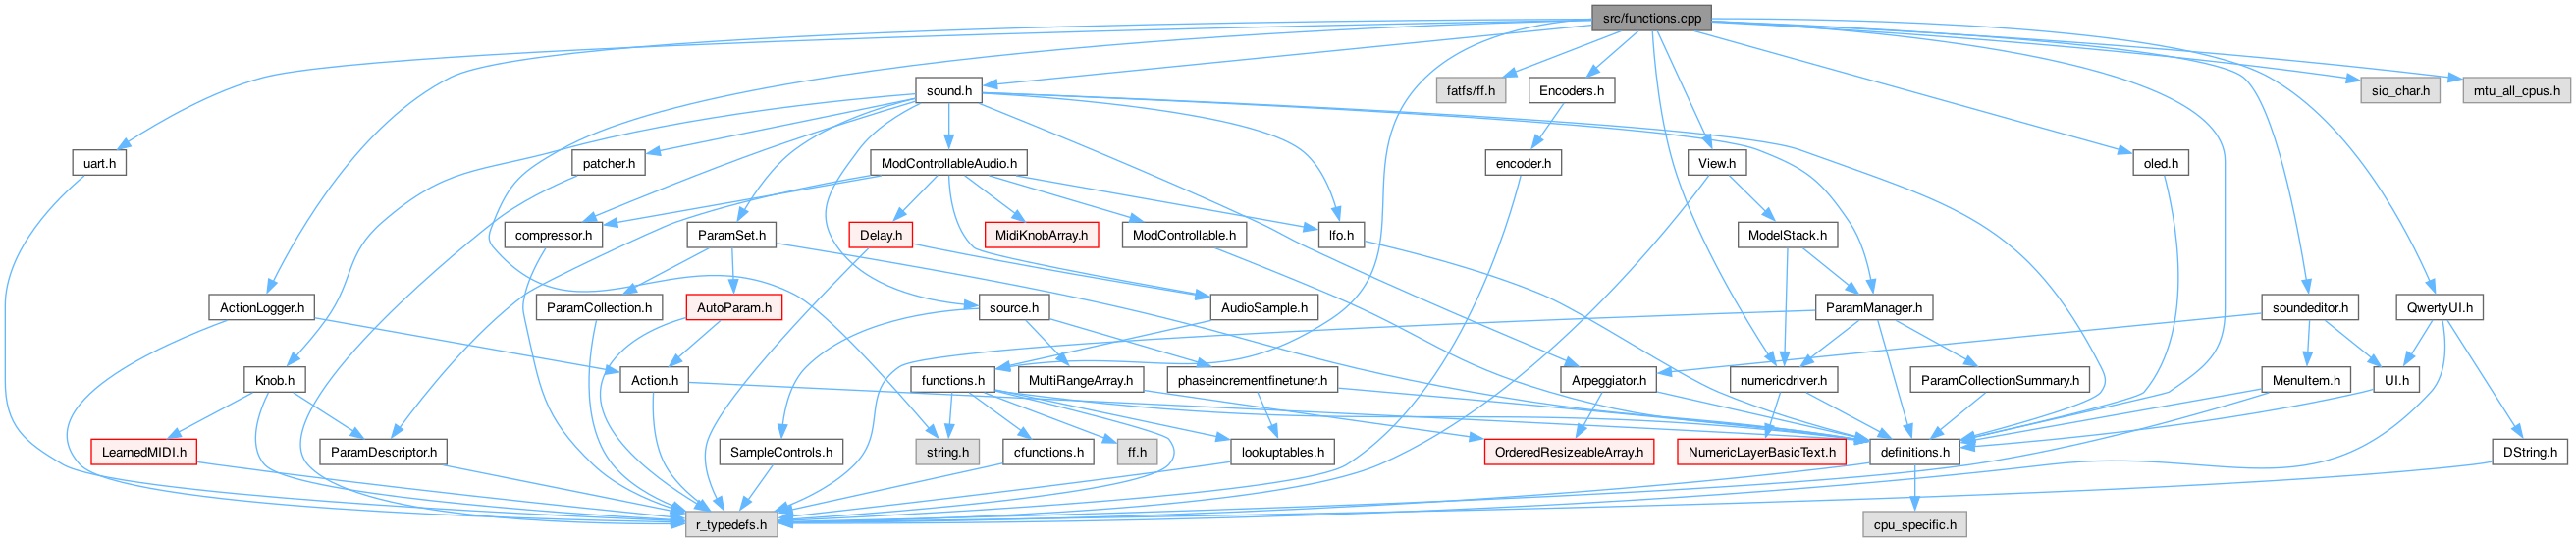 src/functions.cpp
sound.h
fatfs/ff.h
Encoders.h
sio_char.h
mtu_all_cpus.h
uart.h
patcher.h
ModControllableAudio.h
encoder.h
View.h
oled.h
compressor.h
ParamSet.h
Delay.h
MidiKnobArray.h
ModControllable.h
lfo.h
ModelStack.h
ActionLogger.h
ParamCollection.h
AutoParam.h
source.h
AudioSample.h
ParamManager.h
soundeditor.h
QwertyUI.h
Knob.h
Action.h
functions.h
MultiRangeArray.h
phaseincrementfinetuner.h
Arpeggiator.h
numericdriver.h
ParamCollectionSummary.h
MenuItem.h
UI.h
LearnedMIDI.h
ParamDescriptor.h
SampleControls.h
string.h
cfunctions.h
ff.h
lookuptables.h
OrderedResizeableArray.h
NumericLayerBasicText.h
definitions.h
DString.h
r_typedefs.h
cpu_specific.h